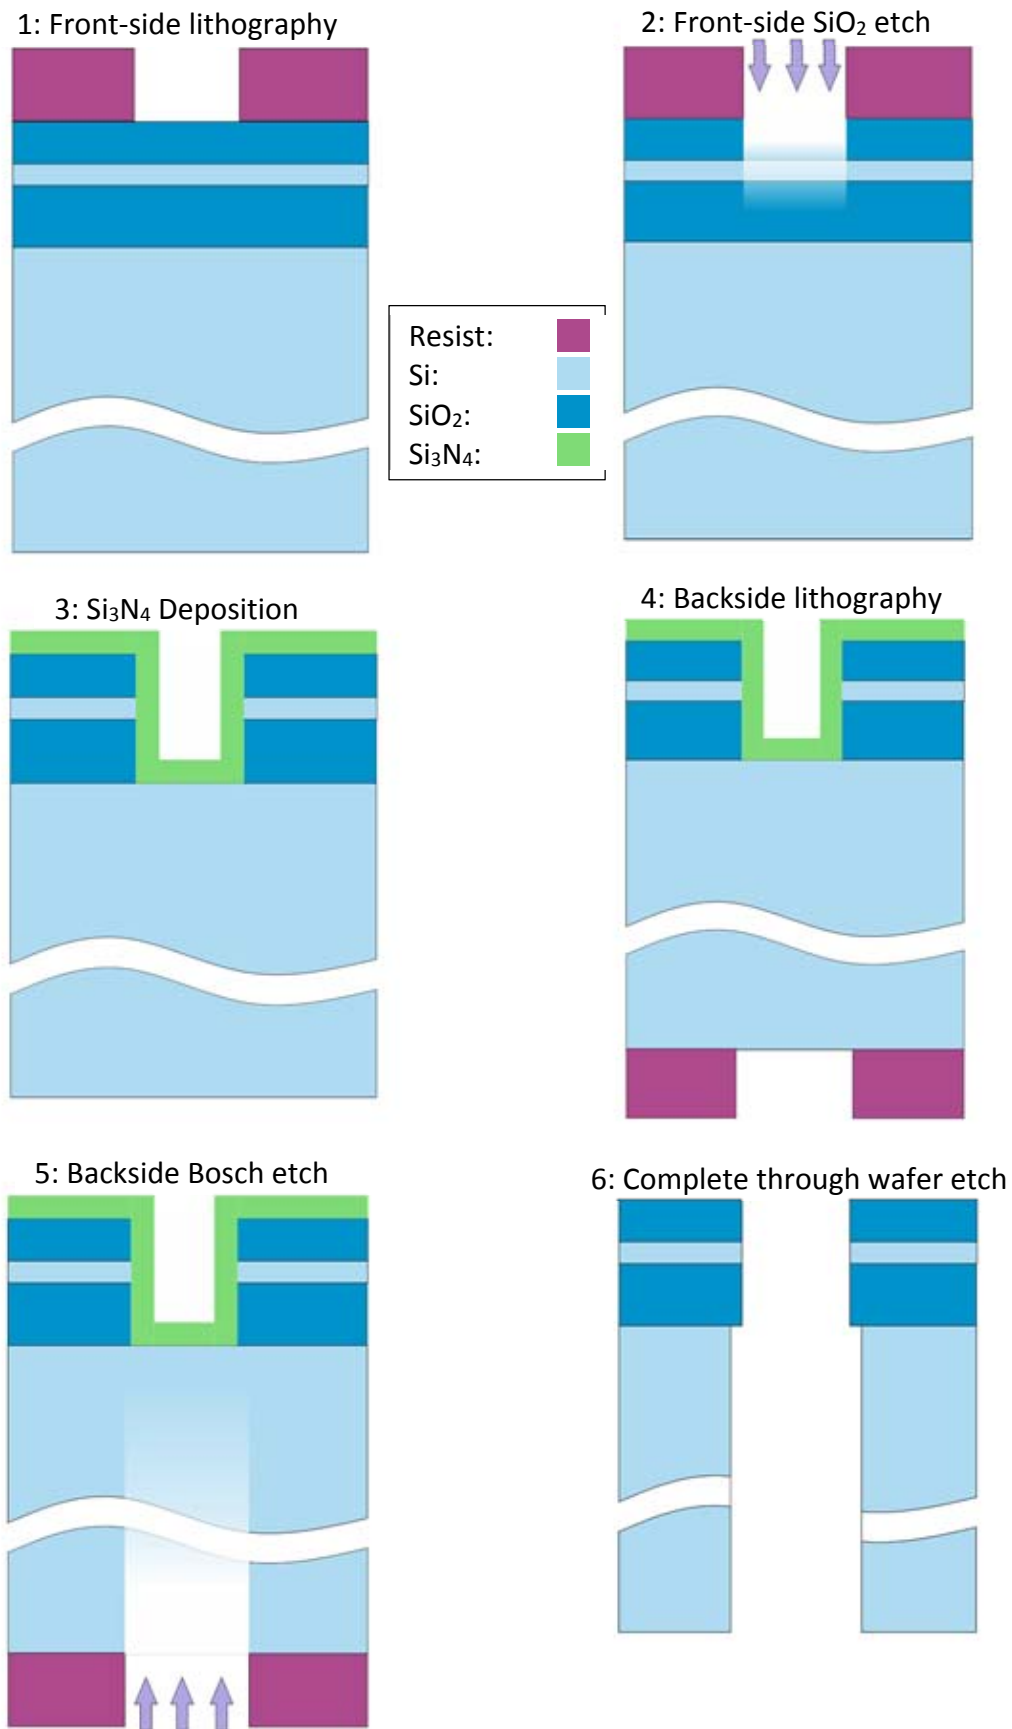 1: Front-side lithography
2: Front-side SiO₂ etch
Resist:
Si:
SiO₂:
Si₃N₄:
3: Si₃N₄ Deposition
4: Backside lithography
5: Backside Bosch etch
6: Complete through wafer etch